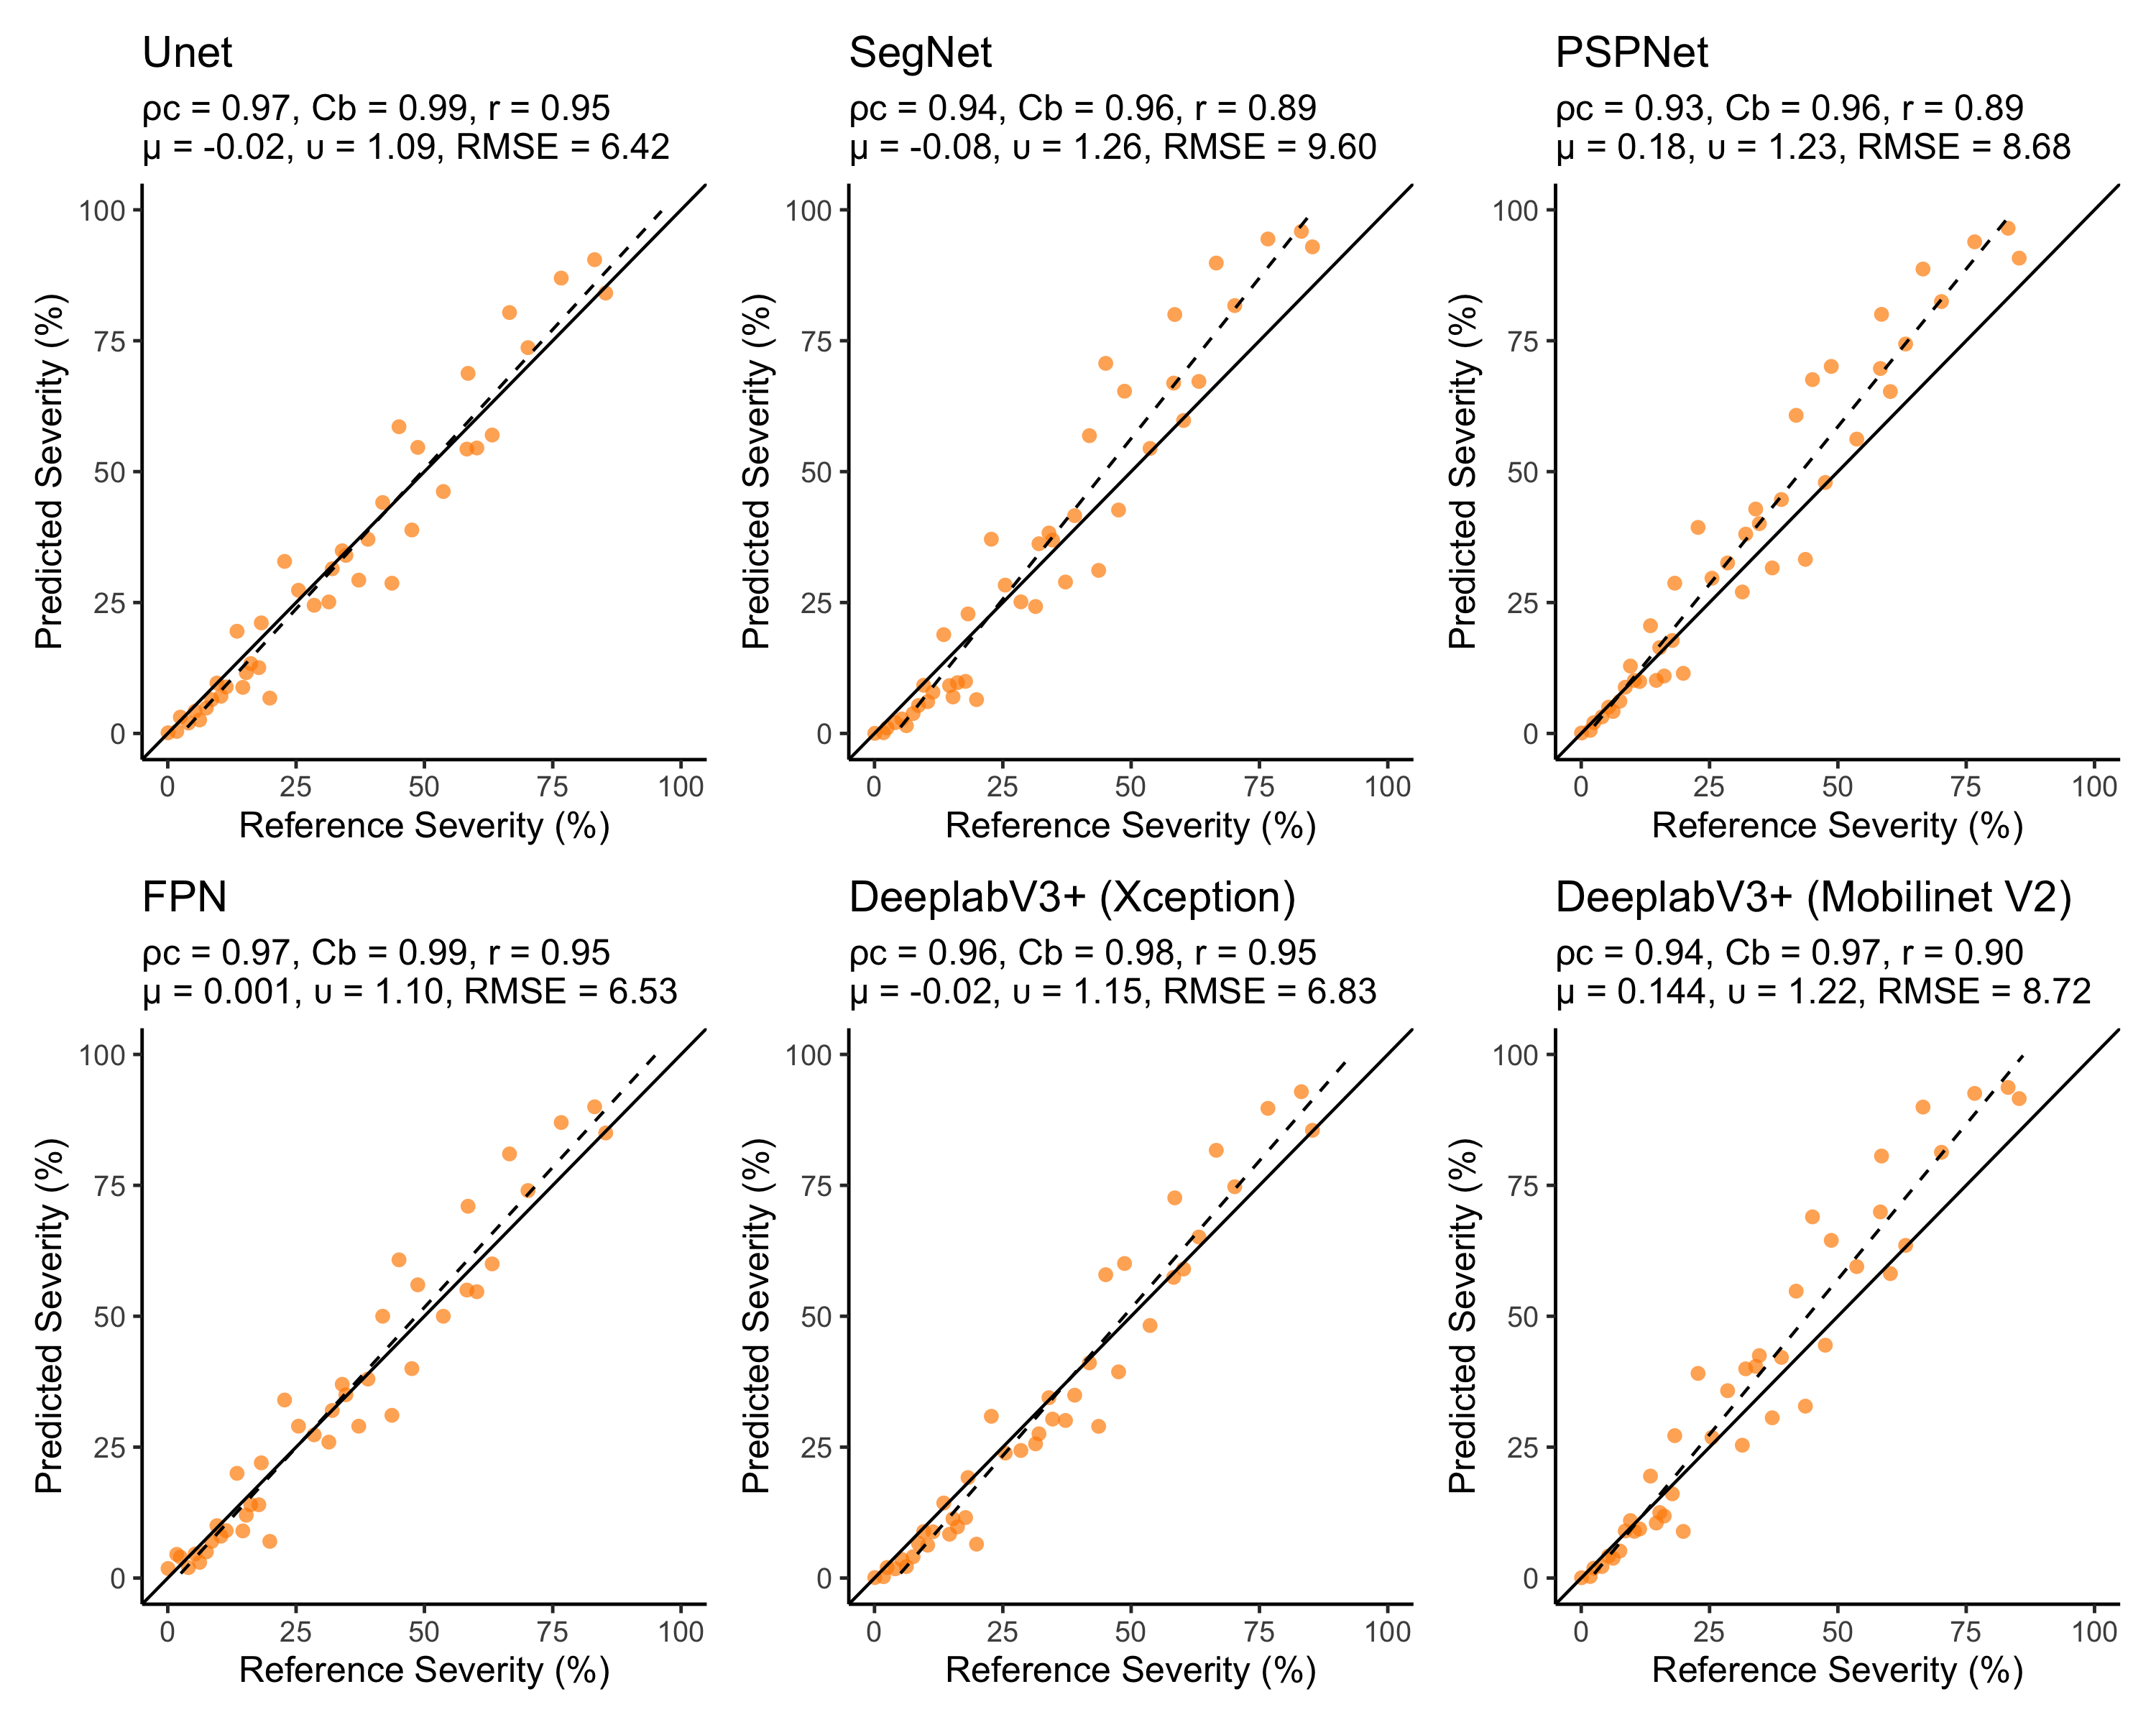 Unet
ρc = 0.97, Cb = 0.99, r = 0.95
μ = -0.02, υ = 1.09, RMSE = 6.42
100
75
50
25
0
Predicted Severity (%)
0 25 50 75 100
Reference Severity (%)
SegNet
ρc = 0.94, Cb = 0.96, r = 0.89
μ = -0.08, υ = 1.26, RMSE = 9.60
100
75
50
25
0
Predicted Severity (%)
0 25 50 75 100
Reference Severity (%)
PSPNet
ρc = 0.93, Cb = 0.96, r = 0.89
μ = 0.18, υ = 1.23, RMSE = 8.68
100
75
50
25
0
Predicted Severity (%)
0 25 50 75 100
Reference Severity (%)
FPN
ρc = 0.97, Cb = 0.99, r = 0.95
μ = 0.001, υ = 1.10, RMSE = 6.53
100
75
50
25
0
Predicted Severity (%)
0 25 50 75 100
Reference Severity (%)
DeeplabV3+ (Xception)
ρc = 0.96, Cb = 0.98, r = 0.95
μ = -0.02, υ = 1.15, RMSE = 6.83
100
75
50
25
0
Predicted Severity (%)
0 25 50 75 100
Reference Severity (%)
DeeplabV3+ (Mobilinet V2)
ρc = 0.94, Cb = 0.97, r = 0.90
μ = 0.144, υ = 1.22, RMSE = 8.72
100
75
50
25
0
Predicted Severity (%)
0 25 50 75 100
Reference Severity (%)